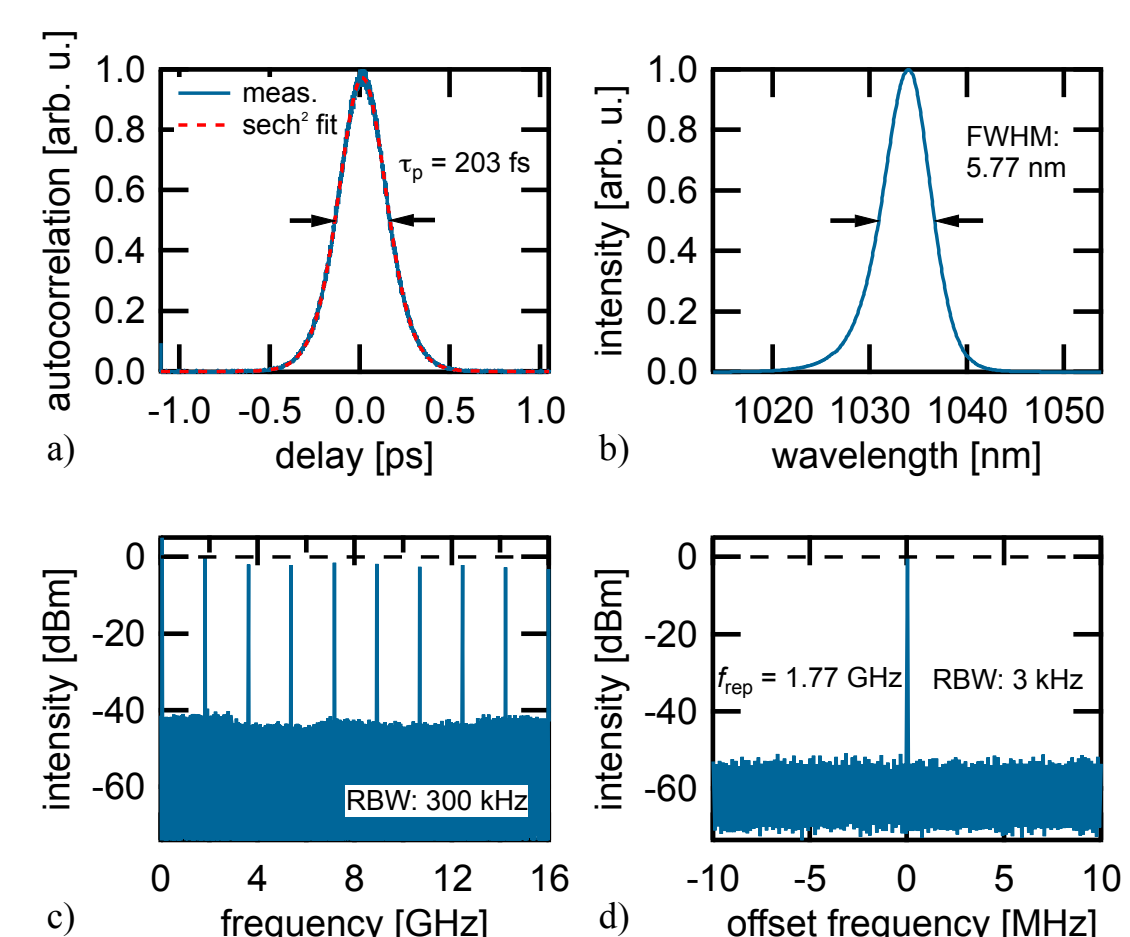 autocorrelation [arb. u.]
1.0
0.8
0.6
0.4
0.2
0.0
meas.
sech² fit
τp = 203 fs
-1.0 -0.5 0.0 0.5 1.0
delay [ps]
a)
intensity [arb. u.]
1.0
0.8
0.6
0.4
0.2
0.0
FWHM:
5.77 nm
1020 1030 1040 1050
wavelength [nm]
b)
intensity [dBm]
0
-20
-40
-60
RBW: 300 kHz
0 4 8 12 16
frequency [GHz]
c)
intensity [dBm]
0
-20
-40
-60
frep = 1.77 GHz
RBW: 3 kHz
-10 -5 0 5 10
offset frequency [MHz]
d)